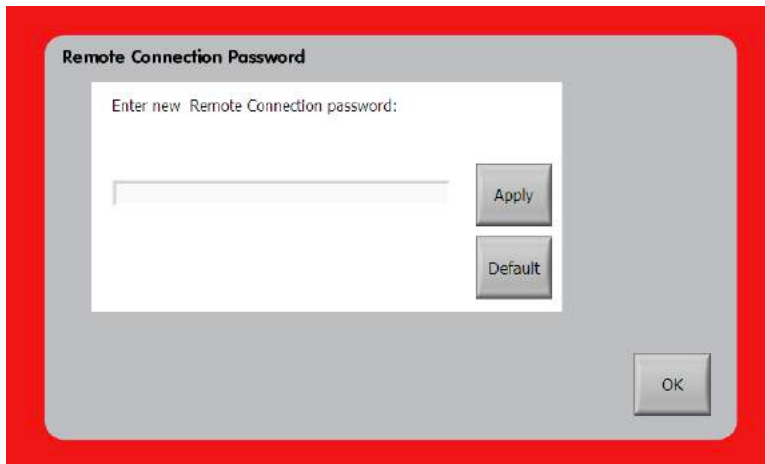 Remote Connection Password
Enter new Remote Connection password:
Apply
Default
OK